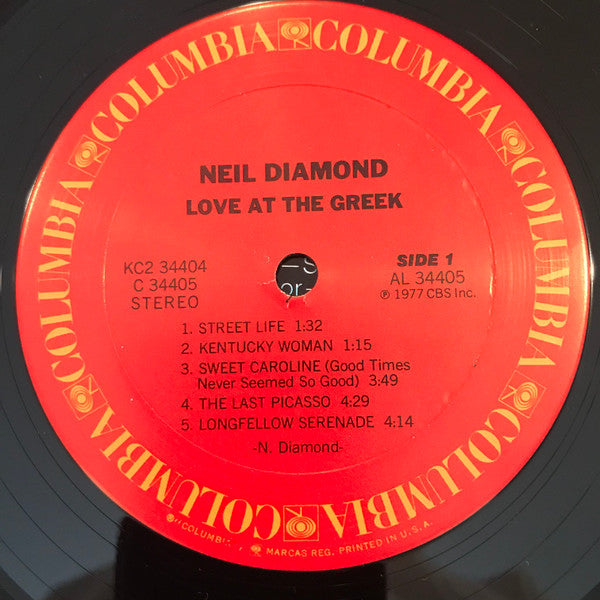 COLUMBIA COLUMBIA COLUMBIA COLUMBIA COLUMBIA COLUMBIA
NEIL DIAMOND
LOVE AT THE GREEK
KC2 34404
C 34405
STEREO
SIDE 1
AL 34405
℗ 1977 CBS Inc.
1. STREET LIFE 1:32
2. KENTUCKY WOMAN 1:15
3. SWEET CAROLINE (Good Times
Never Seemed So Good) 3:49
4. THE LAST PICASSO 4:29
5. LONGFELLOW SERENADE 4:14
-N. Diamond-
"COLUMBIA", MARCAS REG. PRINTED IN U.S.A.